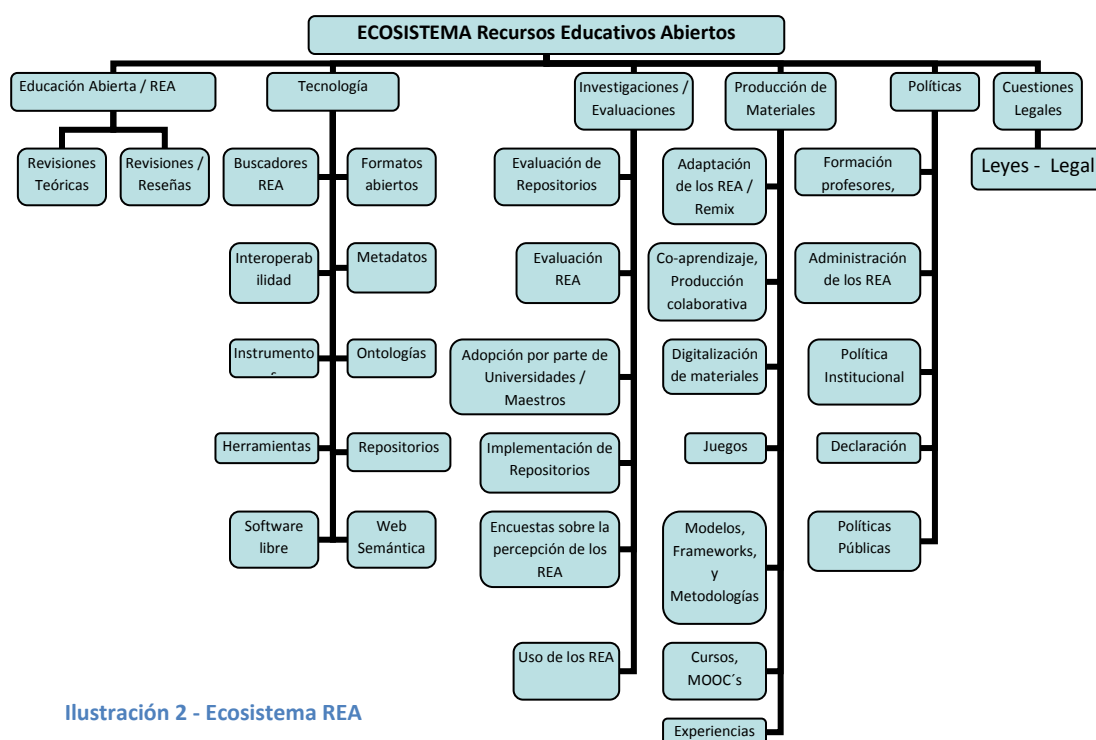 ECOSISTEMA Recursos Educativos Abiertos
Educación Abierta / REA
Revisiones
Teóricas
Revisiones /
Reseñas
Tecnología
Buscadores
REA
Formatos
abiertos
Interoperab
ilidad
Metadatos
Instrumento
Ontologías
Herramientas
Repositorios
Software
libre
Web
Semántica
Investigaciones /
Evaluaciones
Evaluación de
Repositorios
Evaluación
REA
Adopción por parte de
Universidades /
Maestros
Implementación de
Repositorios
Encuestas sobre la
percepción de los
REA
Uso de los REA
Producción de
Materiales
Adaptación
de los REA /
Remix
Co-aprendizaje,
Producción
colaborativa
Digitalización
de materiales
Juegos
Modelos,
Frameworks,
y
Metodologías
Cursos,
MOOC´s
Experiencias
Políticas
Formación
profesores,
Administración
de los REA
Política
Institucional
Declaración
Políticas
Públicas
Cuestiones
Legales
Leyes - Legal
Ilustración 2 - Ecosistema REA